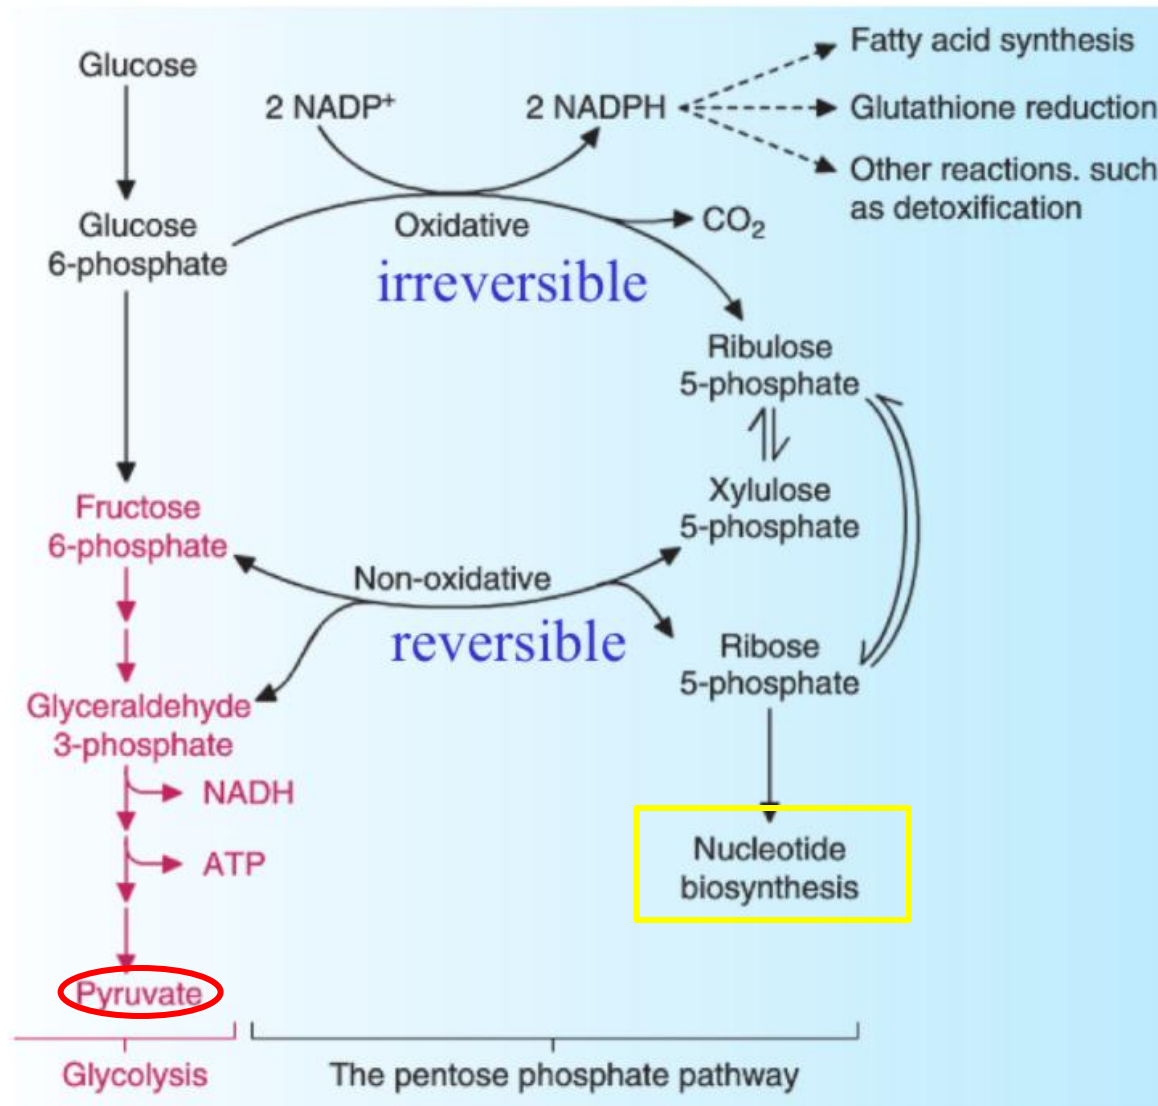 Glucose
2 NADP⁺
2 NADPH
Fatty acid synthesis
Glutathione reduction
Other reactions. such
as detoxification
Glucose
6-phosphate
Oxidative
CO₂
irreversible
Ribulose
5-phosphate
Xylulose
5-phosphate
Fructose
6-phosphate
Non-oxidative
reversible
Ribose
5-phosphate
Glyceraldehyde
3-phosphate
NADH
ATP
Nucleotide
biosynthesis
Pyruvate
Glycolysis
The pentose phosphate pathway